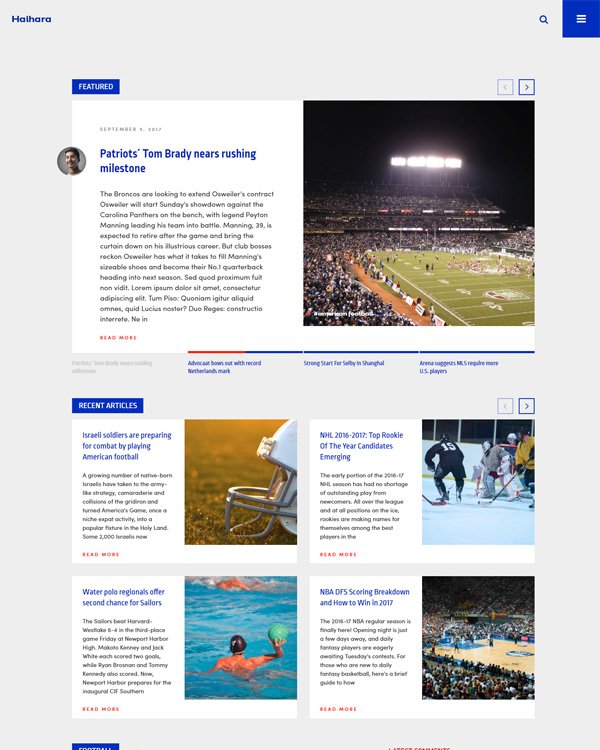 Haihara
FEATURED
SEPTEMBER 5, 2017
Patriots´ Tom Brady nears rushing
milestone
The Broncos are looking to extend Osweiler's contract
Osweiler will start Sunday's showdown against the
Carolina Panthers on the bench, with legend Peyton
Manning leading his team into battle. Manning, 39, is
expected to retire after the game and bring the
curtain down on his illustrious career. But club bosses
reckon Osweiler has what it takes to fill Manning's
sizeable shoes and become their No.1 quarterback
heading into next season. Sed quod proximum fuit
non vidit. Lorem ipsum dolor sit amet, consectetur
adipiscing elit. Tum Piso: Quoniam igitur aliquid
omnes, quid Lucius noster? Duo Reges: constructio
interrete. Ne in
READ MORE
#american football
Patriots´ Tom Brady nears rushing
milestone
Advocaat bows out with record
Netherlands mark
Strong Start For Selby In Shanghai
Arena suggests MLS require more
U.S. players
RECENT ARTICLES
Israeli soldiers are preparing
for combat by playing
American football
A growing number of native-born
Israelis have taken to the army-
like strategy, camaraderie and
collisions of the gridiron and
turned America's Game, once a
niche expat activity, into a
popular fixture in the Holy Land.
Some 2,000 Israelis now
READ MORE
NHL 2016-2017: Top Rookie
Of The Year Candidates
Emerging
The early portion of the 2016-17
NHL season has had no shortage
of outstanding play from
newcomers. All over the league
and at all positions on the ice,
rookies are making names for
themselves among the best
players in the
READ MORE
Water polo regionals offer
second chance for Sailors
The Sailors beat Harvard-
Westlake 6-4 in the third-place
game Friday at Newport Harbor
High. Makoto Kenney and Jack
White each scored two goals,
while Ryan Brosnan and Tommy
Kennedy also scored. Now,
Newport Harbor prepares for the
inaugural CIF Southern
READ MORE
NBA DFS Scoring Breakdown
and How to Win in 2017
The 2016-17 NBA regular season is
finally here! Opening night is just
a few days away, and daily
fantasy players are eagerly
awaiting Tuesday's contests. For
those who are new to daily
fantasy basketball, here's a brief
guide to how
READ MORE
FOOTBALL
LATEST COMMENTS